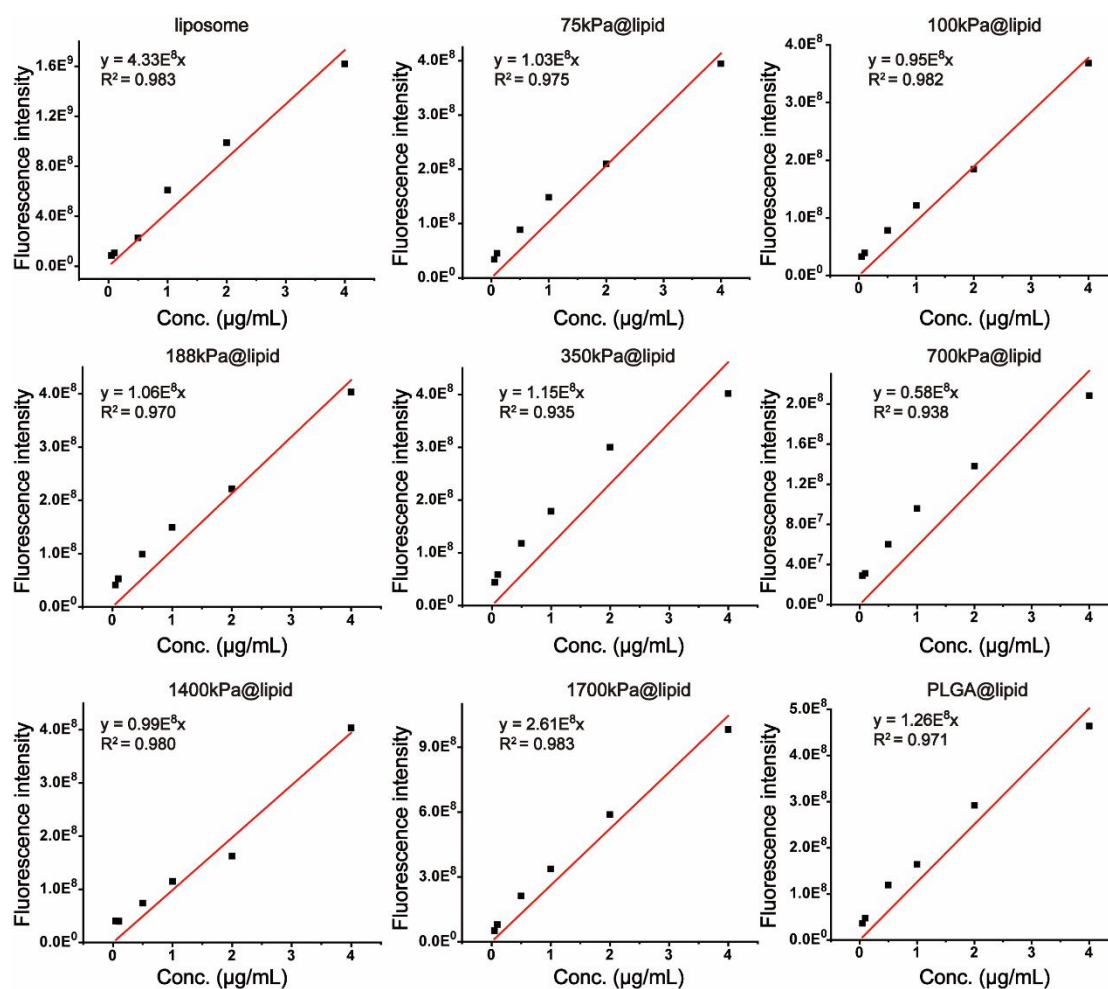 liposome
y = 4.33E⁸x
R² = 0.983
1.6E⁹
1.2E⁹
8.0E⁸
4.0E⁸
0.0E⁰
Fluorescence intensity
0 1 2 3 4
Conc. (µg/mL)
75kPa@lipid
y = 1.03E⁸x
R² = 0.975
4.0E⁸
2.0E⁸
1.0E⁸
0.0E⁰
Fluorescence intensity
0 1 2 3 4
Conc. (µg/mL)
100kPa@lipid
y = 0.95E⁸x
R² = 0.982
4.0E⁸
3.0E⁸
2.0E⁸
1.0E⁸
0.0E⁰
Fluorescence intensity
0 1 2 3 4
Conc. (µg/mL)
188kPa@lipid
y = 1.06E⁸x
R² = 0.970
4.0E⁸
3.0E⁸
2.0E⁸
1.0E⁸
0.0E⁰
Fluorescence intensity
0 1 2 3 4
Conc. (µg/mL)
350kPa@lipid
y = 1.15E⁸x
R² = 0.935
4.0E⁸
3.0E⁸
2.0E⁸
1.0E⁸
0.0E⁰
Fluorescence intensity
0 1 2 3 4
Conc. (µg/mL)
700kPa@lipid
y = 0.58E⁸x
R² = 0.938
2.0E⁸
1.6E⁸
1.2E⁸
8.0E⁷
4.0E⁷
0.0E⁰
Fluorescence intensity
0 1 2 3 4
Conc. (µg/mL)
1400kPa@lipid
y = 0.99E⁸x
R² = 0.980
4.0E⁸
3.0E⁸
2.0E⁸
1.0E⁸
0.0E⁰
Fluorescence intensity
0 1 2 3 4
Conc. (µg/mL)
1700kPa@lipid
y = 2.61E⁸x
R² = 0.983
9.0E⁸
6.0E⁸
3.0E⁸
0.0E⁰
Fluorescence intensity
0 1 2 3 4
Conc. (µg/mL)
PLGA@lipid
y = 1.26E⁸x
R² = 0.971
5.0E⁸
4.0E⁸
3.0E⁸
2.0E⁸
1.0E⁸
0.0E⁰
Fluorescence intensity
0 1 2 3 4
Conc. (µg/mL)